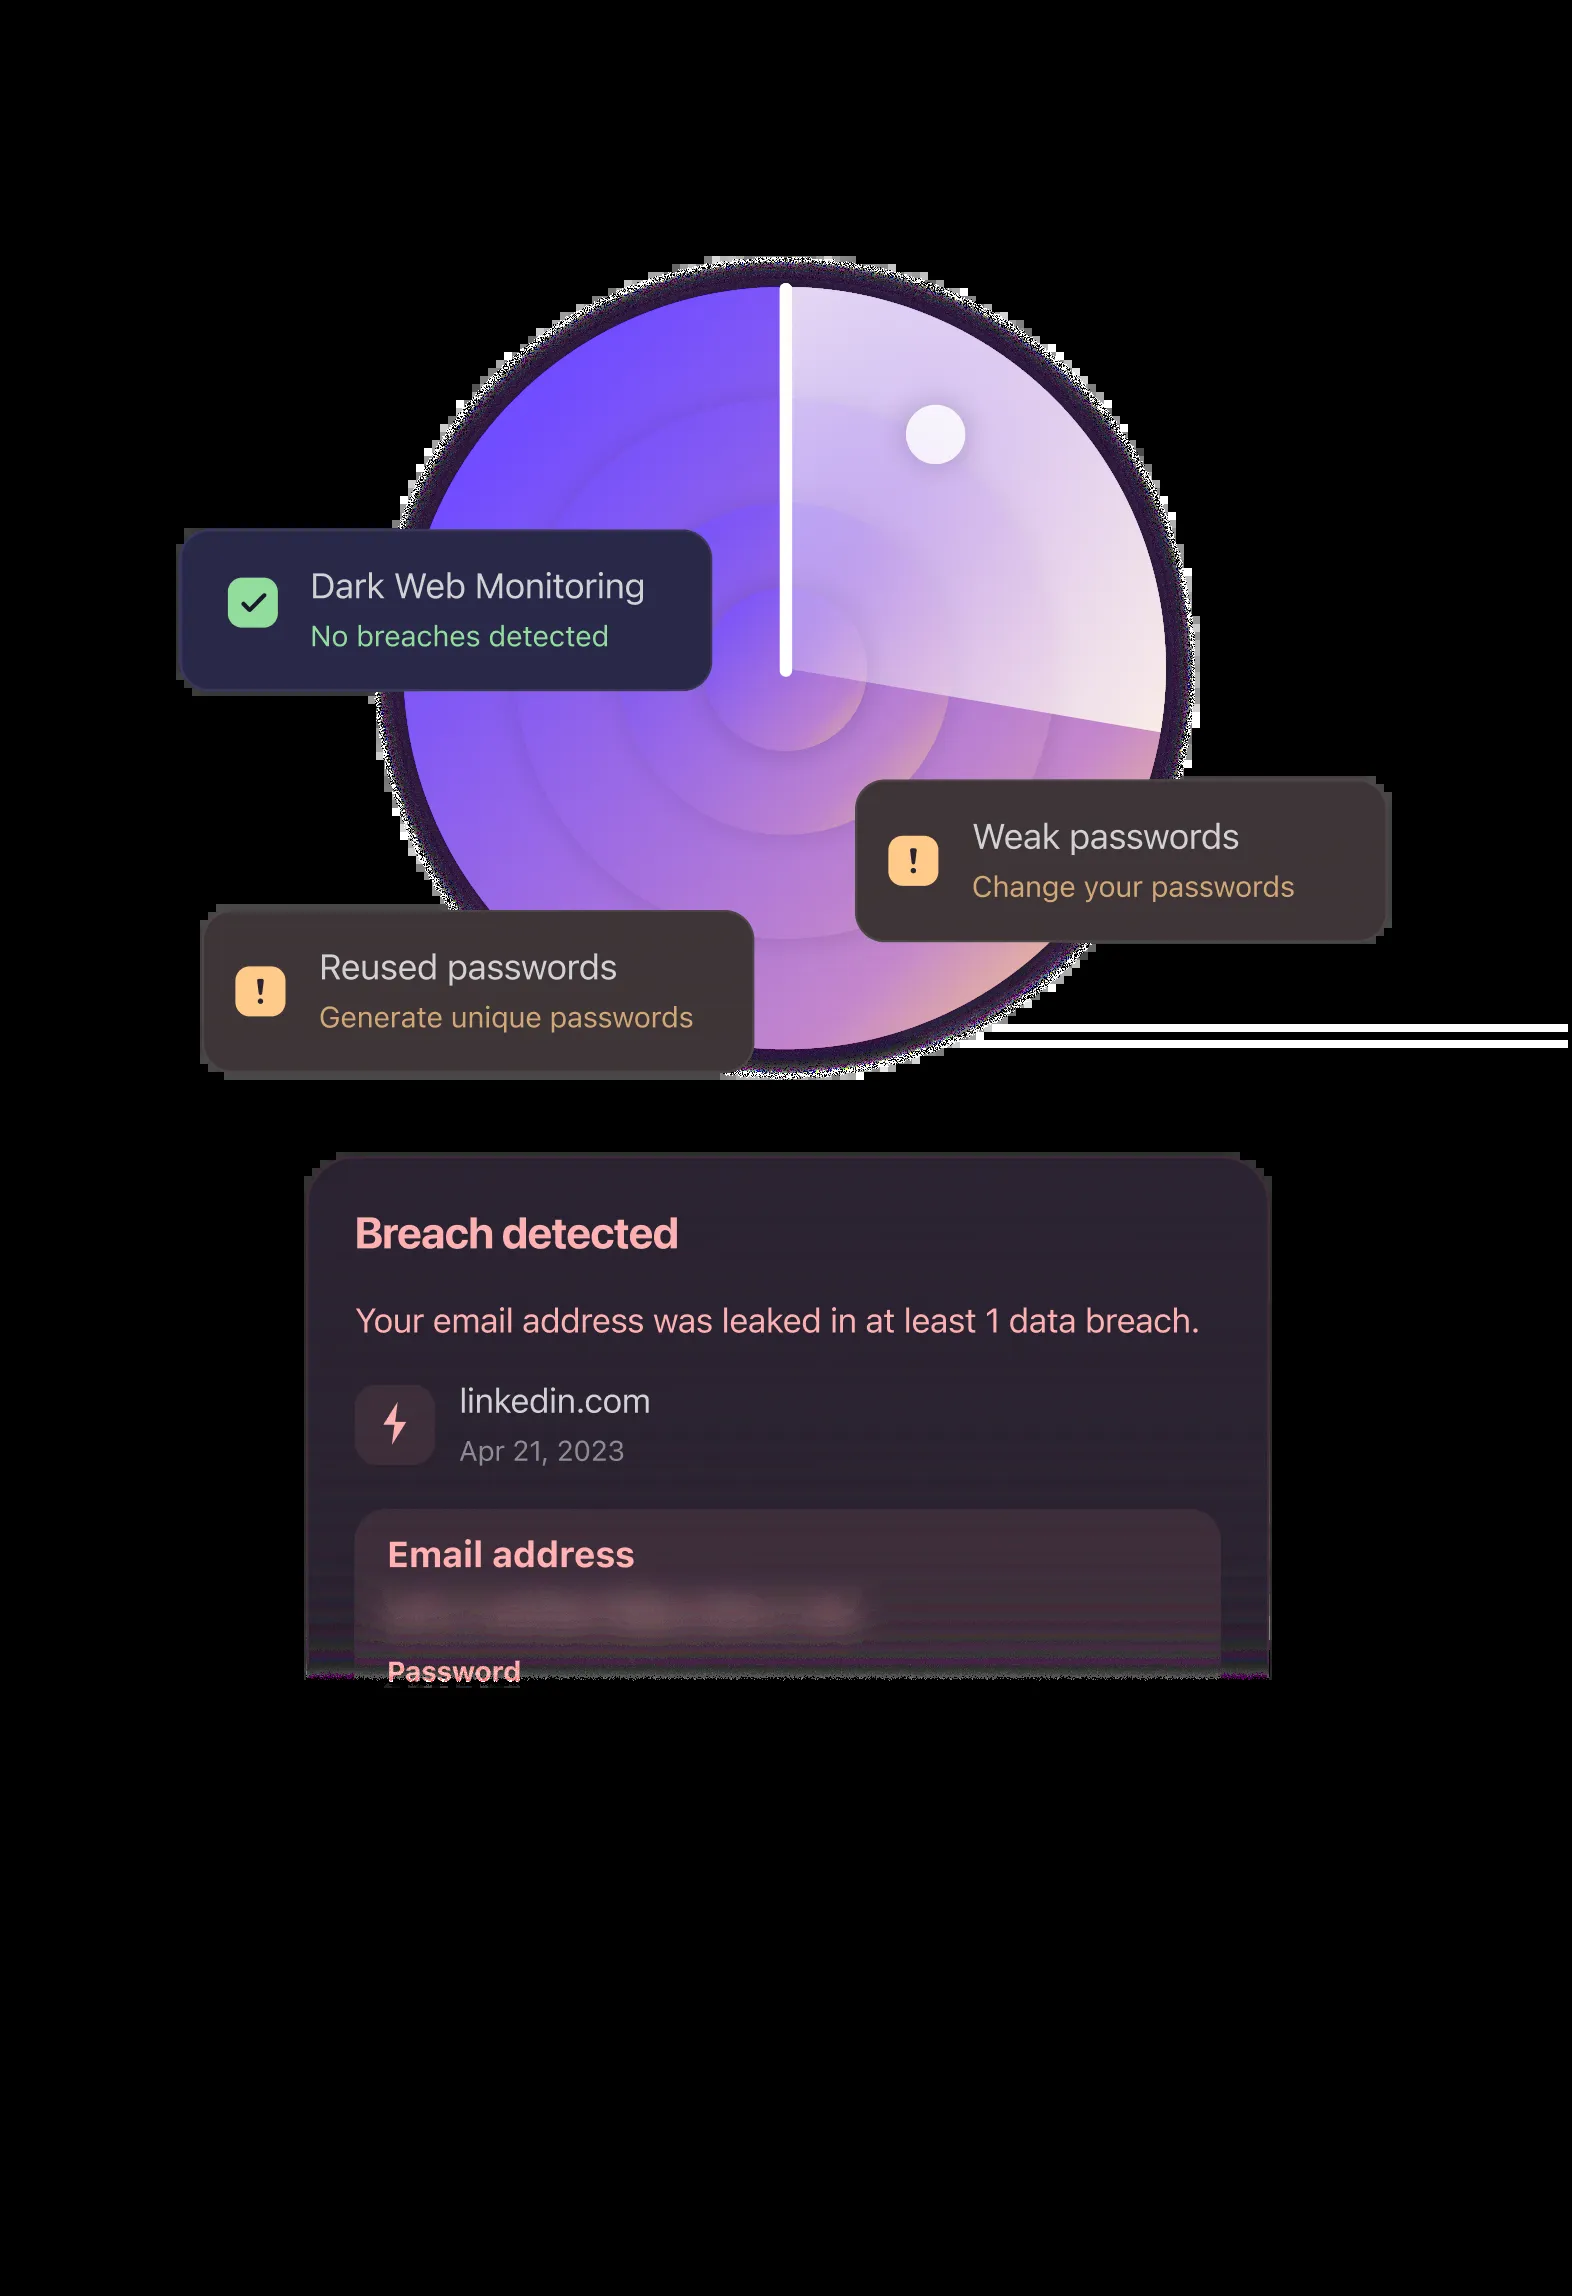 Dark Web Monitoring
No breaches detected
Weak passwords
Change your passwords
Reused passwords
Generate unique passwords
Breach detected
Your email address was leaked in at least 1 data breach.
linkedin.com
Apr 21, 2023
Email address
Password